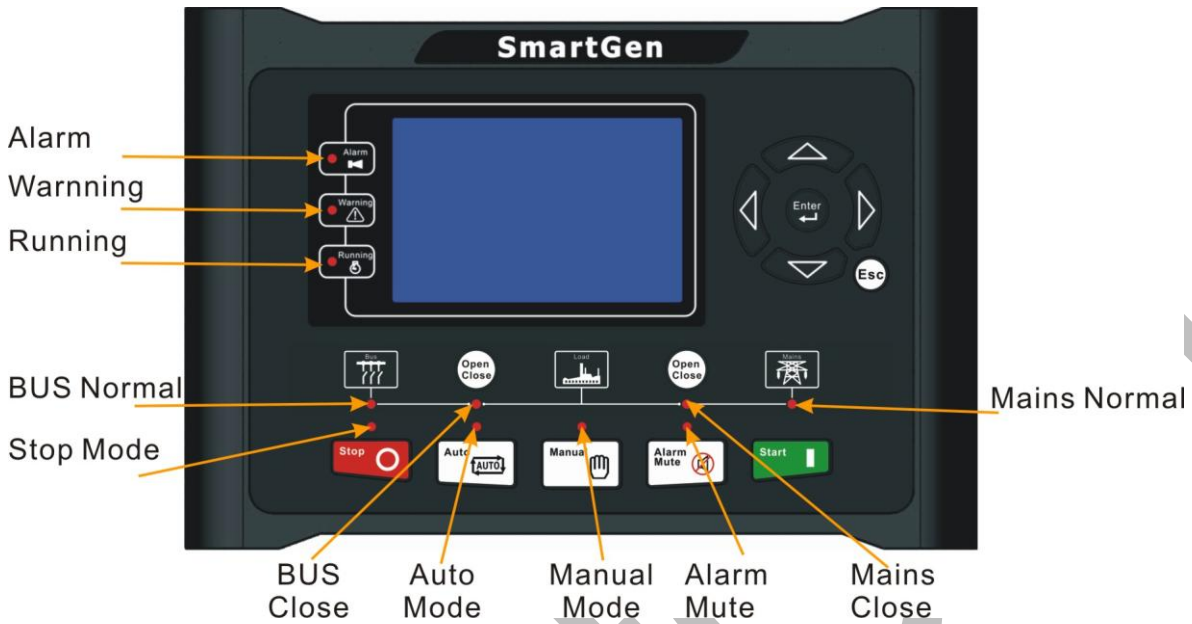 SmartGen
Alarm
Alarm
Warnning
Warning
Running
Running
Enter
Esc
Bus
Open
Close
Load
Open
Close
Mains
BUS Normal
Mains Normal
Stop Mode
Stop
Auto
AUTO
Manual
Alarm
Mute
Start
BUS
Close
Auto
Mode
Manual
Mode
Alarm
Mute
Mains
Close